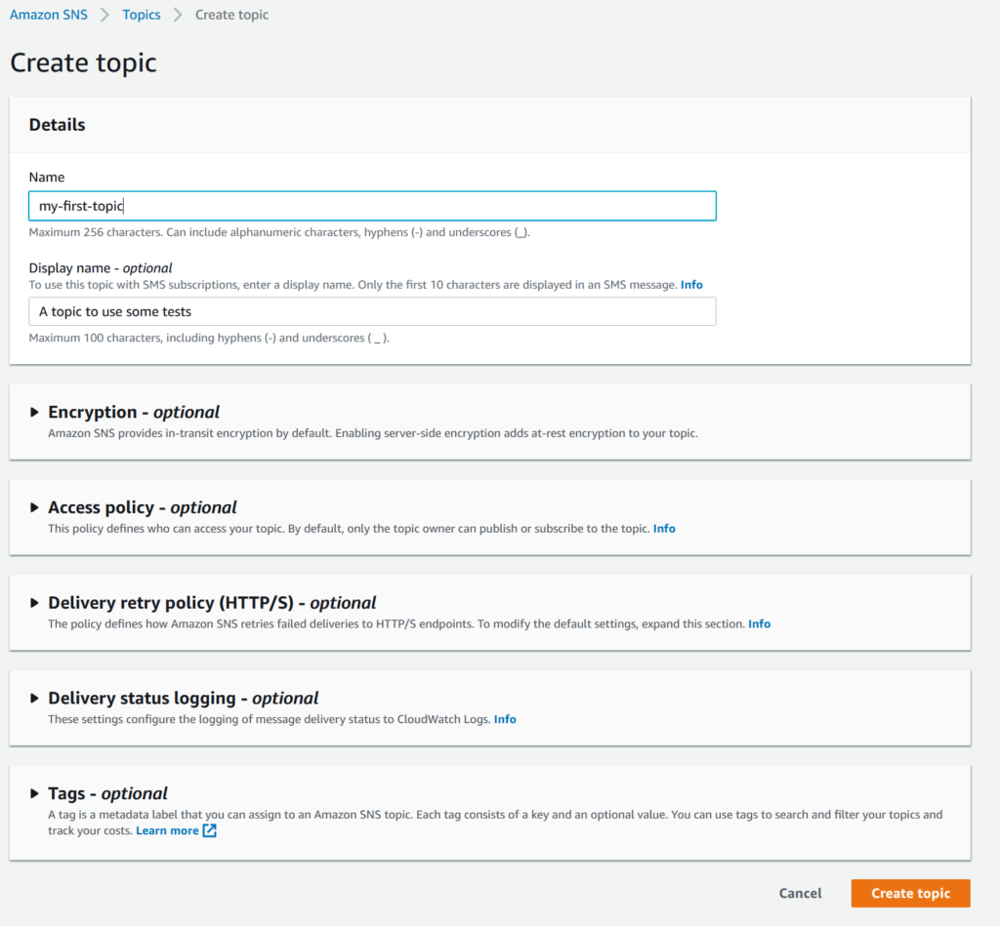 Amazon SNS > Topics > Create topic
Create topic
Details
Name
my-first-topic
Maximum 256 characters. Can include alphanumeric characters, hyphens (-) and underscores (_).
Display name - optional
To use this topic with SMS subscriptions, enter a display name. Only the first 10 characters are displayed in an SMS message. Info
A topic to use some tests
Maximum 100 characters, including hyphens (-) and underscores ( _ ).
Encryption - optional
Amazon SNS provides in-transit encryption by default. Enabling server-side encryption adds at-rest encryption to your topic.
Access policy - optional
This policy defines who can access your topic. By default, only the topic owner can publish or subscribe to the topic. Info
Delivery retry policy (HTTP/S) - optional
The policy defines how Amazon SNS retries failed deliveries to HTTP/S endpoints. To modify the default settings, expand this section. Info
Delivery status logging - optional
These settings configure the logging of message delivery status to CloudWatch Logs. Info
Tags - optional
A tag is a metadata label that you can assign to an Amazon SNS topic. Each tag consists of a key and an optional value. You can use tags to search and filter your topics and
track your costs. Learn more
Cancel Create topic